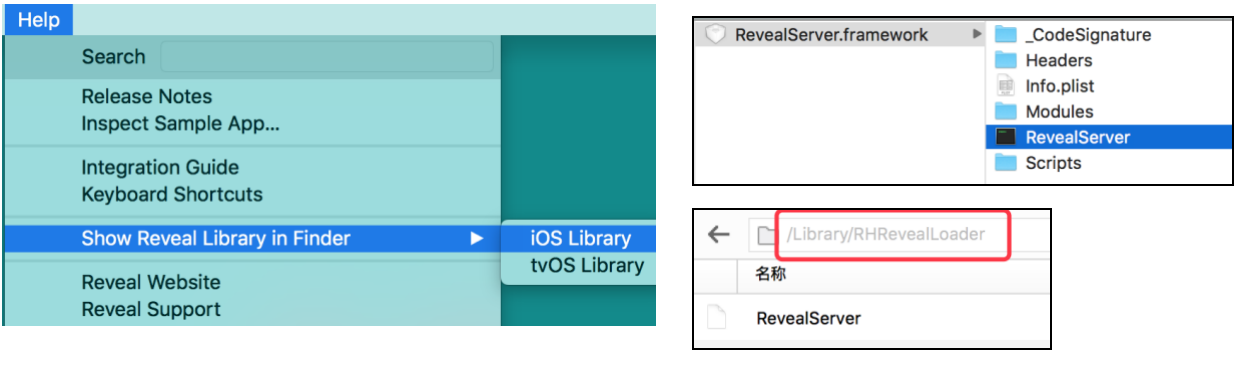 Help
Search
Release Notes
Inspect Sample App...
Integration Guide
Keyboard Shortcuts
Show Reveal Library in Finder
iOS Library
tvOS Library
Reveal Website
Reveal Support
RevealServer.framework
_CodeSignature
Headers
Info.plist
Modules
RevealServer
Scripts
/Library/RHRevealLoader
名称
RevealServer